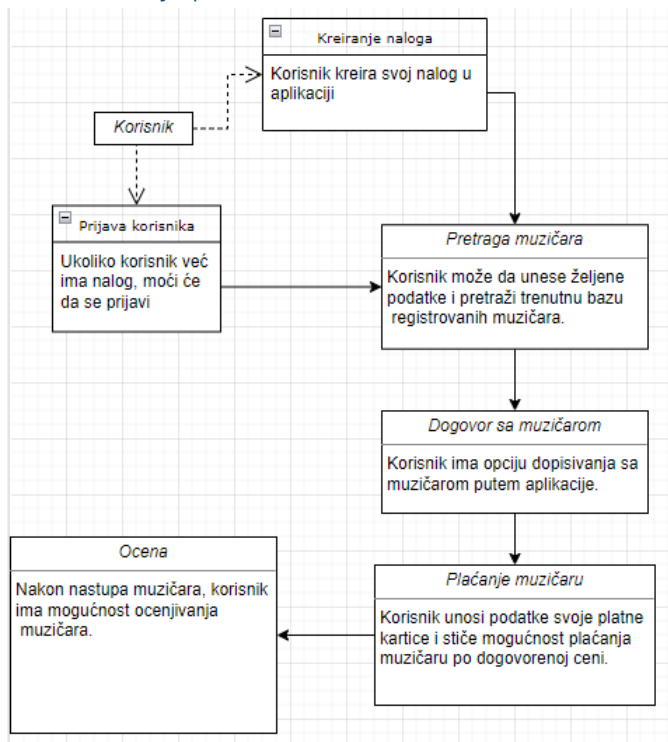 Kreiranje naloga
Korisnik kreira svoj nalog u
aplikaciji
Korisnik
Prijava korisnika
Ukoliko korisnik već
ima nalog, moći će
da se prijavi
Pretraga muzičara
Korisnik može da unese željene
podatke i pretraži trenutnu bazu
registrovanih muzičara.
Dogovor sa muzičarom
Korisnik ima opciju dopisivanja sa
muzičarom putem aplikacije.
Plaćanje muzičaru
Korisnik unosi podatke svoje platne
kartice i stiče mogućnost plaćanja
muzičaru po dogovorenoj ceni.
Ocena
Nakon nastupa muzičara, korisnik
ima mogućnost ocenjivanja
muzičara.